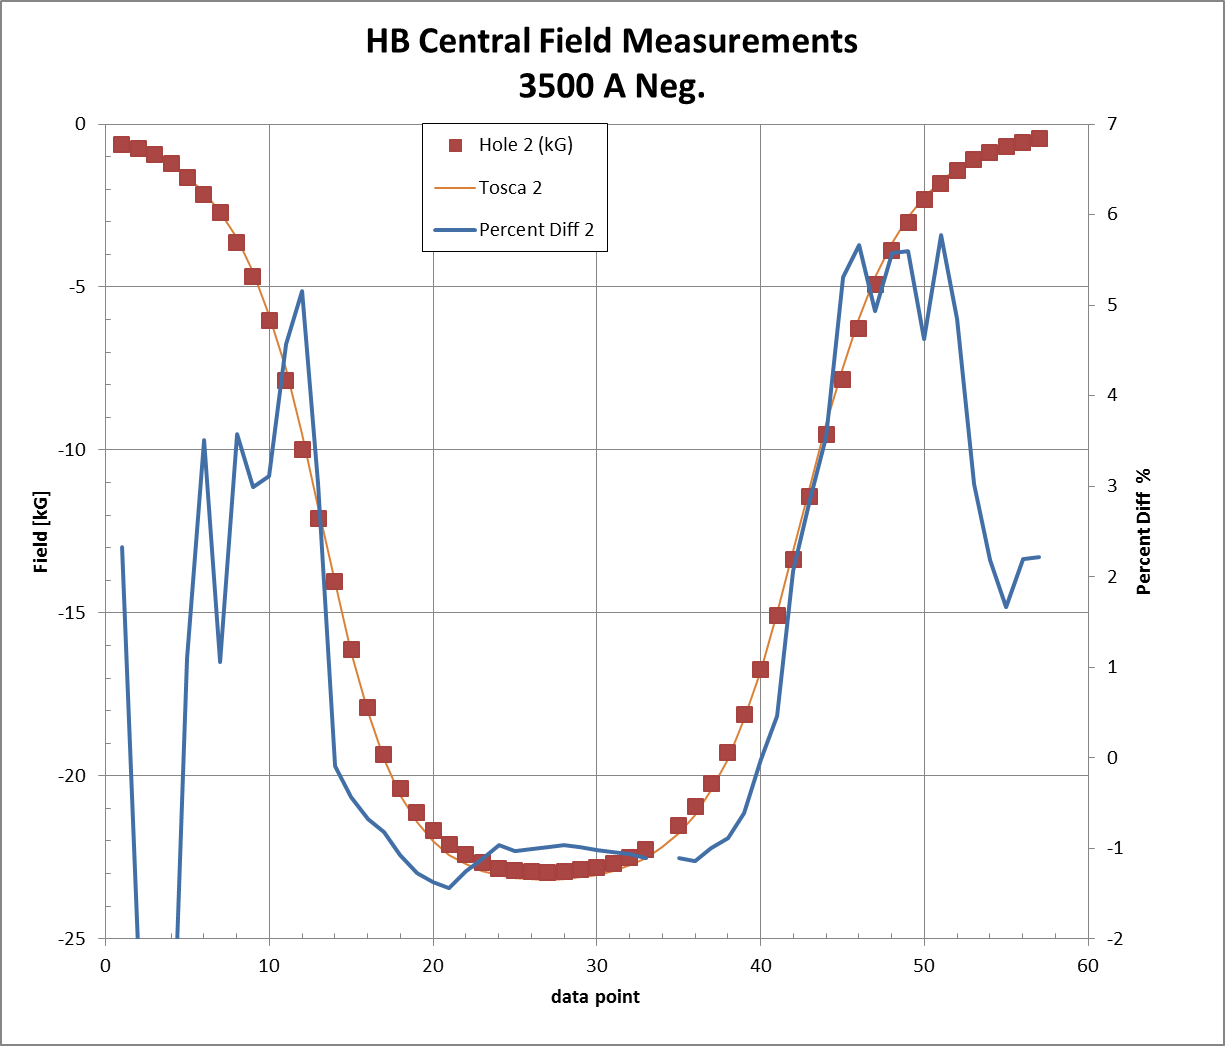 HB Central Field Measurements
3500 A Neg.
Hole 2 (kG)
Tosca 2
Percent Diff 2
0
-5
-10
-15
-20
-25
Field [kG]
7
6
5
4
3
2
1
0
-1
-2
Percent Diff %
0 10 20 30 40 50 60
data point